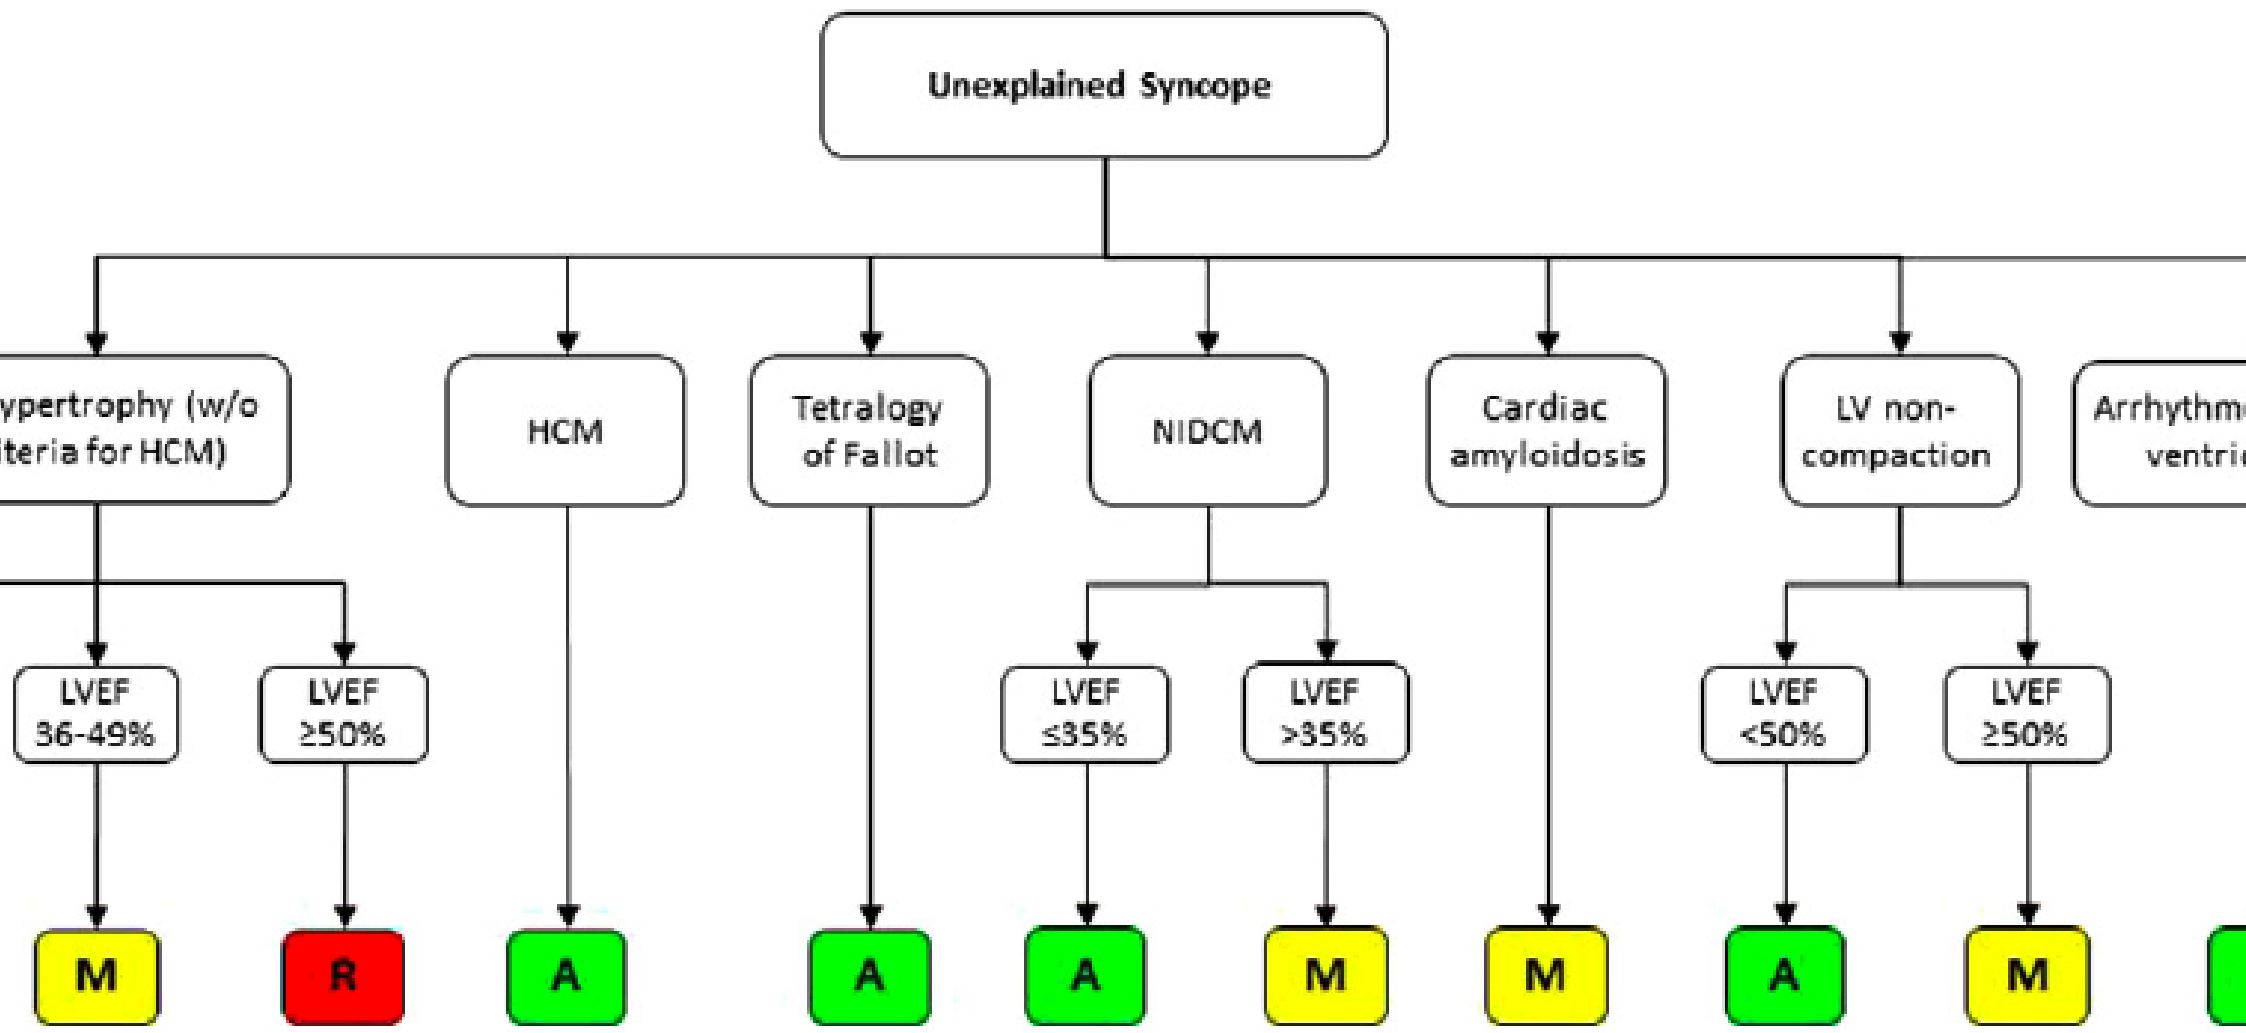 Unexplained Syncope
ypertrophy (w/o
iteria for HCM)
HCM
Tetralogy
of Fallot
NIDCM
Cardiac
amyloidosis
LV non-
compaction
Arrhythm
ventri
LVEF
36-49%
LVEF
≥50%
LVEF
≤35%
LVEF
>35%
LVEF
<50%
LVEF
≥50%
M
R
A
A
A
M
M
A
M